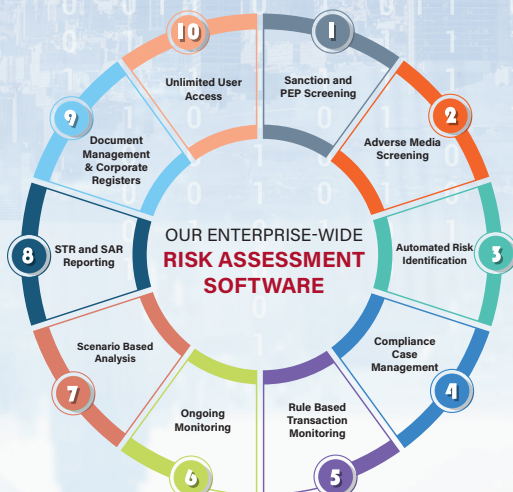 OUR ENTERPRISE-WIDE
RISK ASSESSMENT
SOFTWARE
1
Sanction and
PEP Screening
2
Adverse Media
Screening
3
Automated Risk
Identification
4
Compliance
Case
Management
5
Rule Based
Transaction
Monitoring
6
Ongoing
Monitoring
7
Scenario Based
Analysis
8
STR and SAR
Reporting
9
Document
Management
& Corporate
Registers
10
Unlimited User
Access